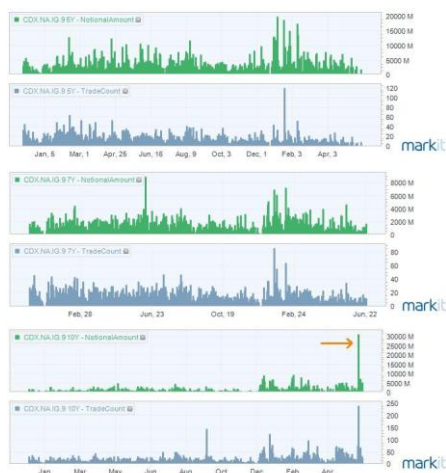 CDX.NA.IG.9 5Y - NotionalAmount
20000 M
15000 M
10000 M
5000 M
0
CDX.NA.IG.9 5Y - TradeCount
120
100
80
60
40
20
0
Jan, 5 Mar, 1 Apr, 25 Jun, 16 Aug, 9 Oct, 3 Dec, 1 Feb, 3 Apr, 3
markit
CDX.NA.IG.9 7Y - NotionalAmount
8000 M
6000 M
4000 M
2000 M
0
CDX.NA.IG.9 7Y - TradeCount
80
60
40
20
0
Feb, 28 Jun, 23 Oct, 19 Feb, 24 Jun, 22
markit
CDX.NA.IG.9 10Y - NotionalAmount
30000 M
25000 M
20000 M
15000 M
10000 M
5000 M
0
CDX.NA.IG.9 10Y - TradeCount
250
200
150
100
50
0
Jan Mar May Jun Aug Oct Dec Feb Apr
markit